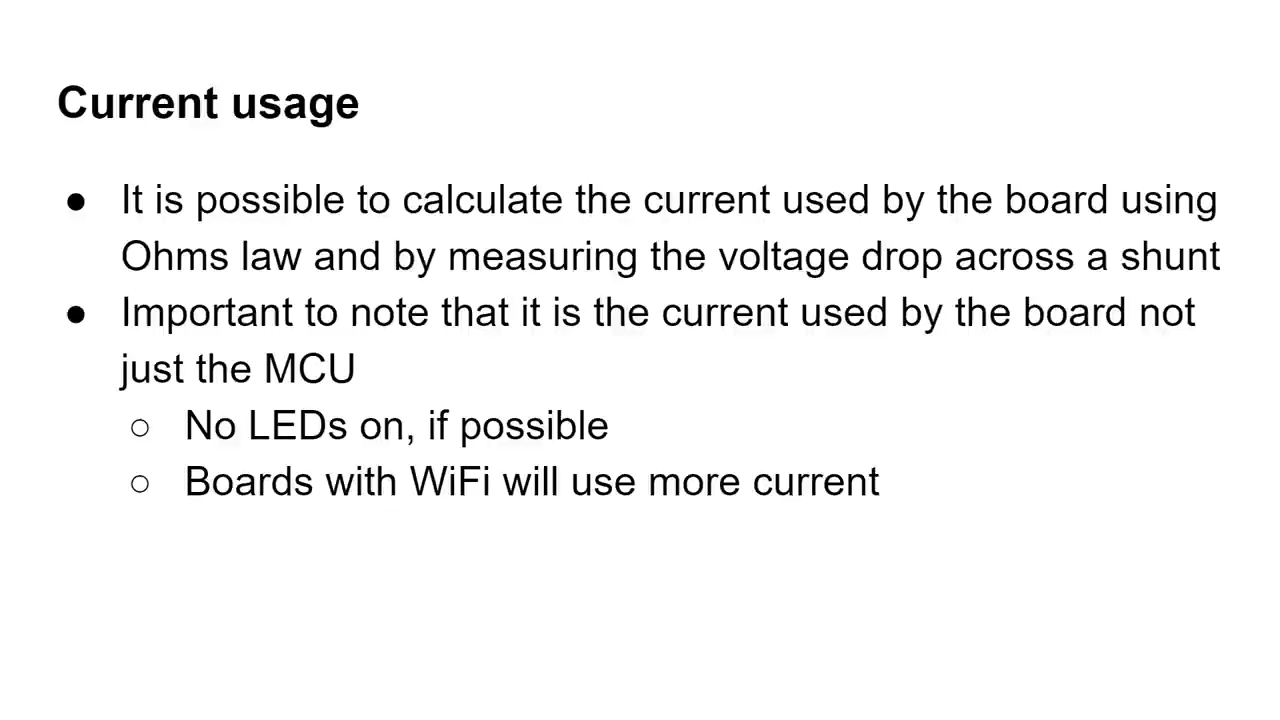 Current usage
● It is possible to calculate the current used by the board using
Ohms law and by measuring the voltage drop across a shunt
● Important to note that it is the current used by the board not
just the MCU
○ No LEDs on, if possible
○ Boards with WiFi will use more current